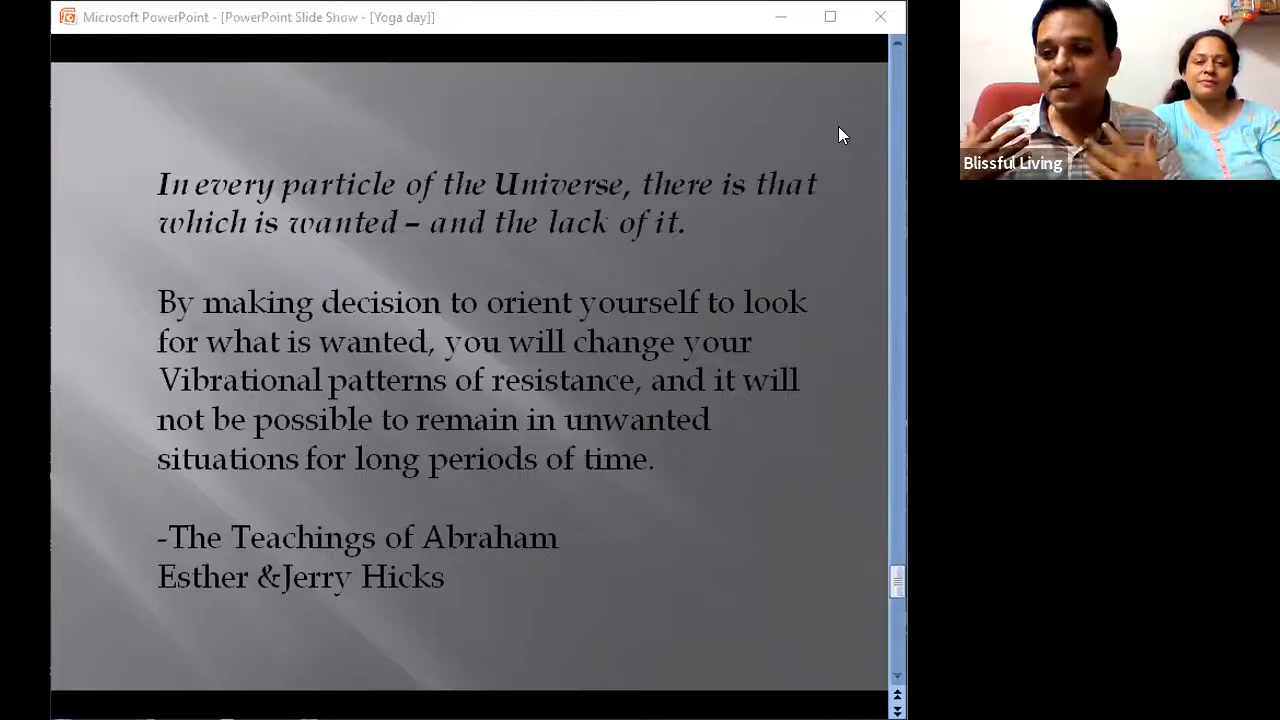 Microsoft PowerPoint - [PowerPoint Slide Show - [Yoga day]]
In every particle of the Universe, there is that
which is wanted – and the lack of it.
By making decision to orient yourself to look
for what is wanted, you will change your
Vibrational patterns of resistance, and it will
not be possible to remain in unwanted
situations for long periods of time.
-The Teachings of Abraham
Esther &Jerry Hicks
Blissful Living